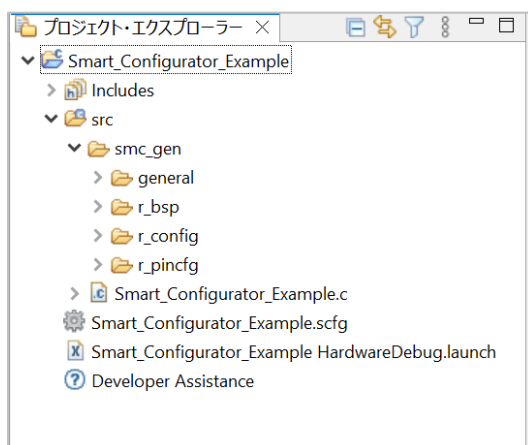 プロジェクト・エクスプローラー
Smart_Configurator_Example
Includes
src
smc_gen
general
r_bsp
r_config
r_pincfg
Smart_Configurator_Example.c
Smart_Configurator_Example.scfg
Smart_Configurator_Example HardwareDebug.launch
Developer Assistance